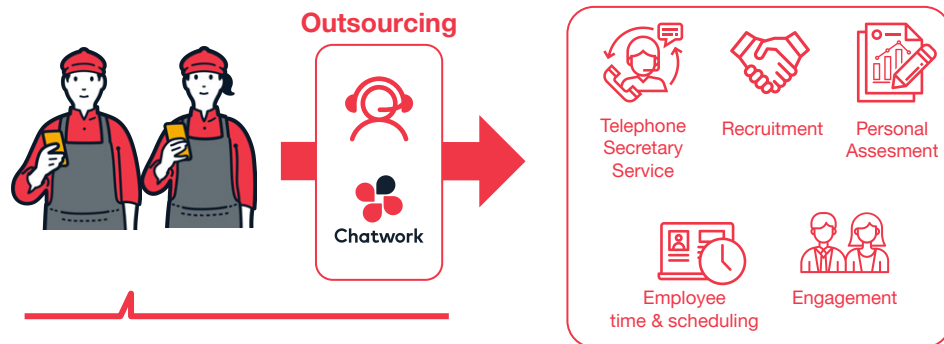 Outsourcing
Chatwork
Telephone
Secretary
Service
Recruitment
Personal
Assesment
Employee
time & scheduling
Engagement